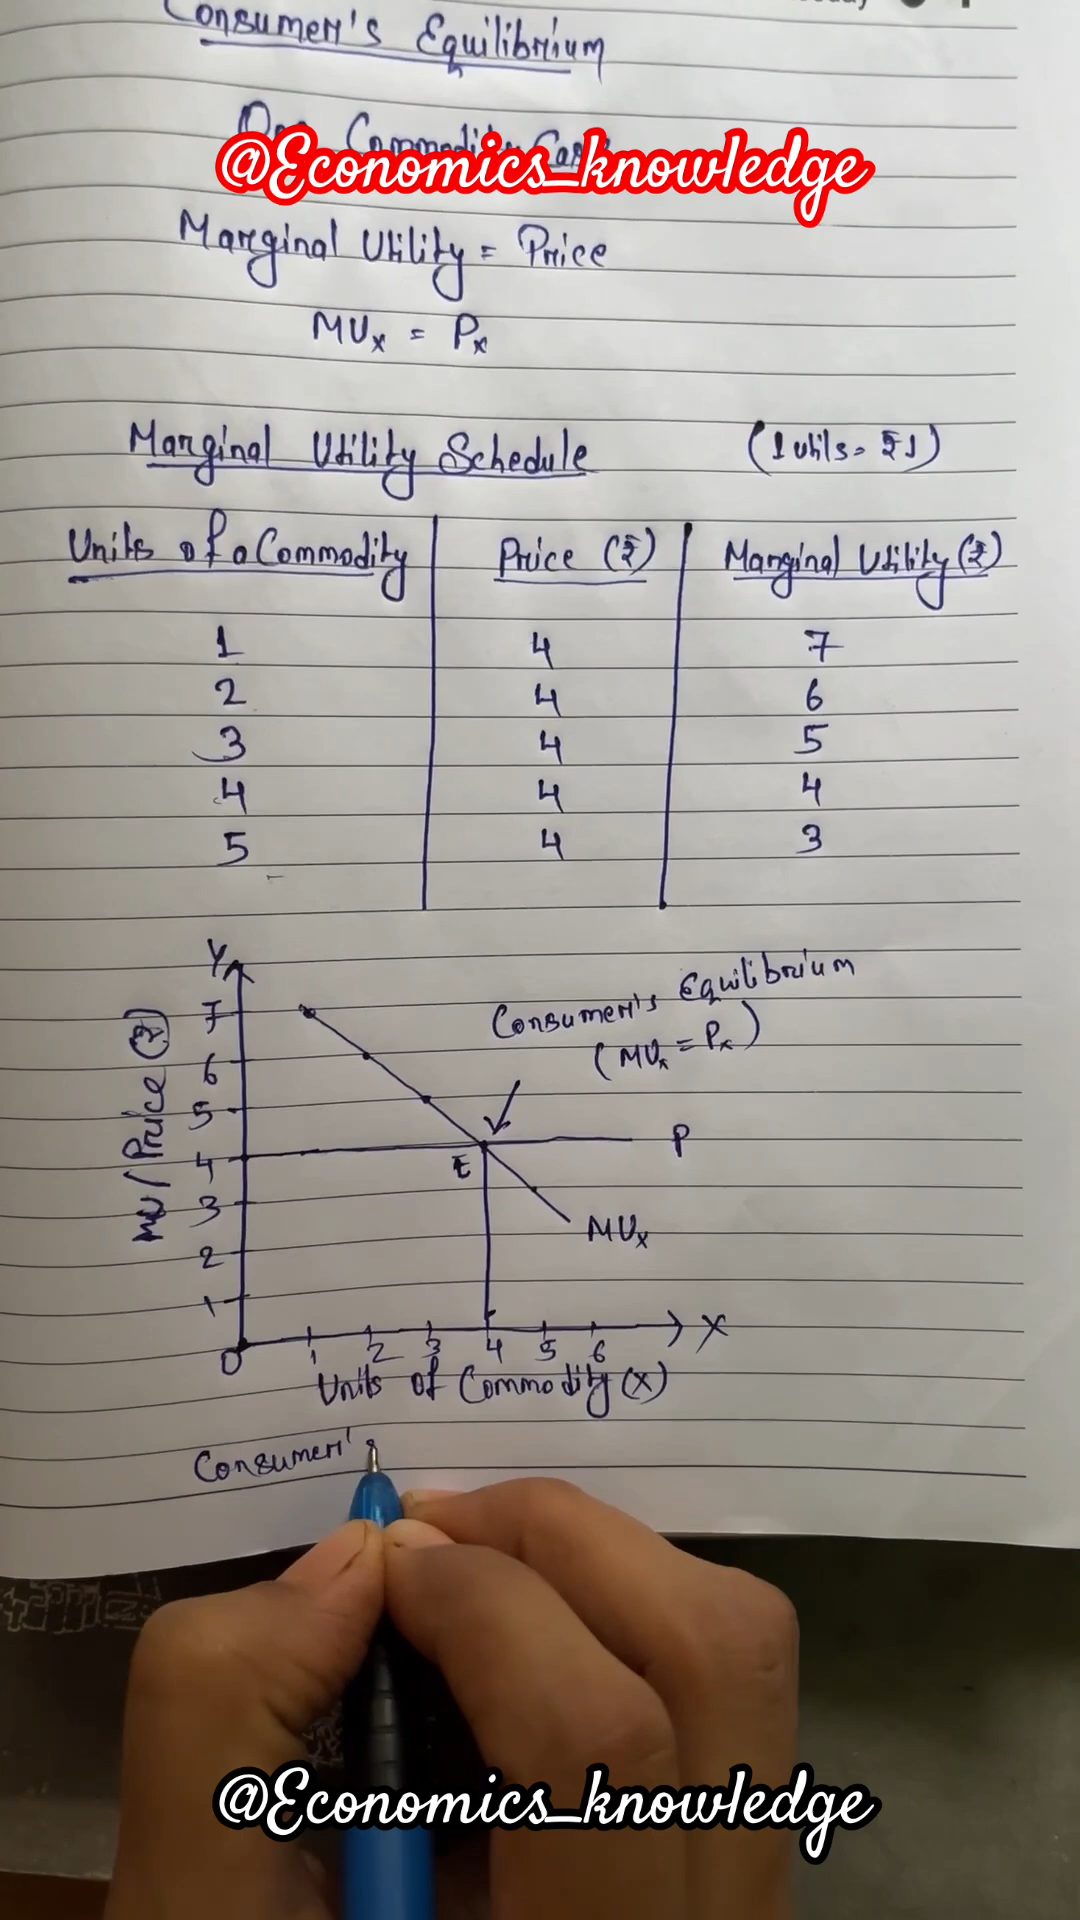 Consumer's Equilibrium
One Commodity Case
@Economics_knowledge
Marginal Utility = Price
MUx = Px
Marginal Utility Schedule (1 utils = ₹1)
Units of a Commodity Price (₹) Marginal Utility (₹)
1 4 7
2 4 6
3 4 5
4 4 4
5 4 3
Y
7
6
5
4
3
2
1
MU/Price (₹)
Consumer's Equilibrium
(MUx = Px)
P
E
MUx
O 1 2 3 4 5 6 X
Units of Commodity (X)
Consumer's
@Economics_knowledge